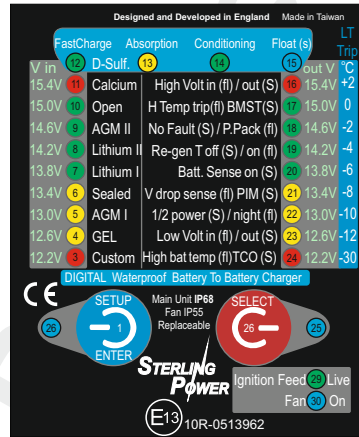 Designed and Developed in England Made in Taiwan
LT
FastCharge Absorption Conditioning Float (s) Trip
V in 12 D-Sulf. 13 14 15 out V °C
15.4V 11 Calcium High Volt in (fl) / out (S) 16 15.4V +2
15.0V 10 Open H Temp trip(fl) BMST(S) 17 15.0V 0
14.6V 9 AGM II No Fault (S) / P.Pack (fl) 18 14.6V -2
14.2V 8 Lithium II Re-gen T off (S) / on (fl) 19 14.2V -4
13.8V 7 Lithium I Batt. Sense on (S) 20 13.8V -6
13.4V 6 Sealed V drop sense (fl) PIM (S) 21 13.4V -8
13.0V 5 AGM I 1/2 power (S) / night (fl) 22 13.0V -10
12.6V 4 GEL Low Volt in (fl) / out (S) 23 12.6V -12
12.2V 3 Custom High bat temp (fl)TCO (S) 24 12.2V -30
DIGITAL Waterproof Battery To Battery Charger
CE
SETUP Main Unit IP68 SELECT
26 1 Fan IP55 26 25
Replaceable
ENTER
STERLING
POWER
Ignition Feed 29 Live
Fan 30 On
E13 10R-0513962